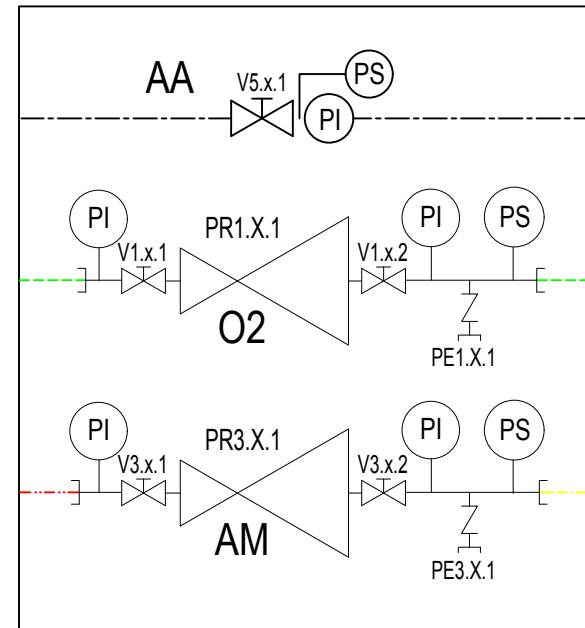 AA
V5.x.1
PS
PI
PI
V1.x.1
PR1.X.1
V1.x.2
PI
PS
O2
PE1.X.1
PI
V3.x.1
PR3.X.1
V3.x.2
PI
PS
AM
PE3.X.1